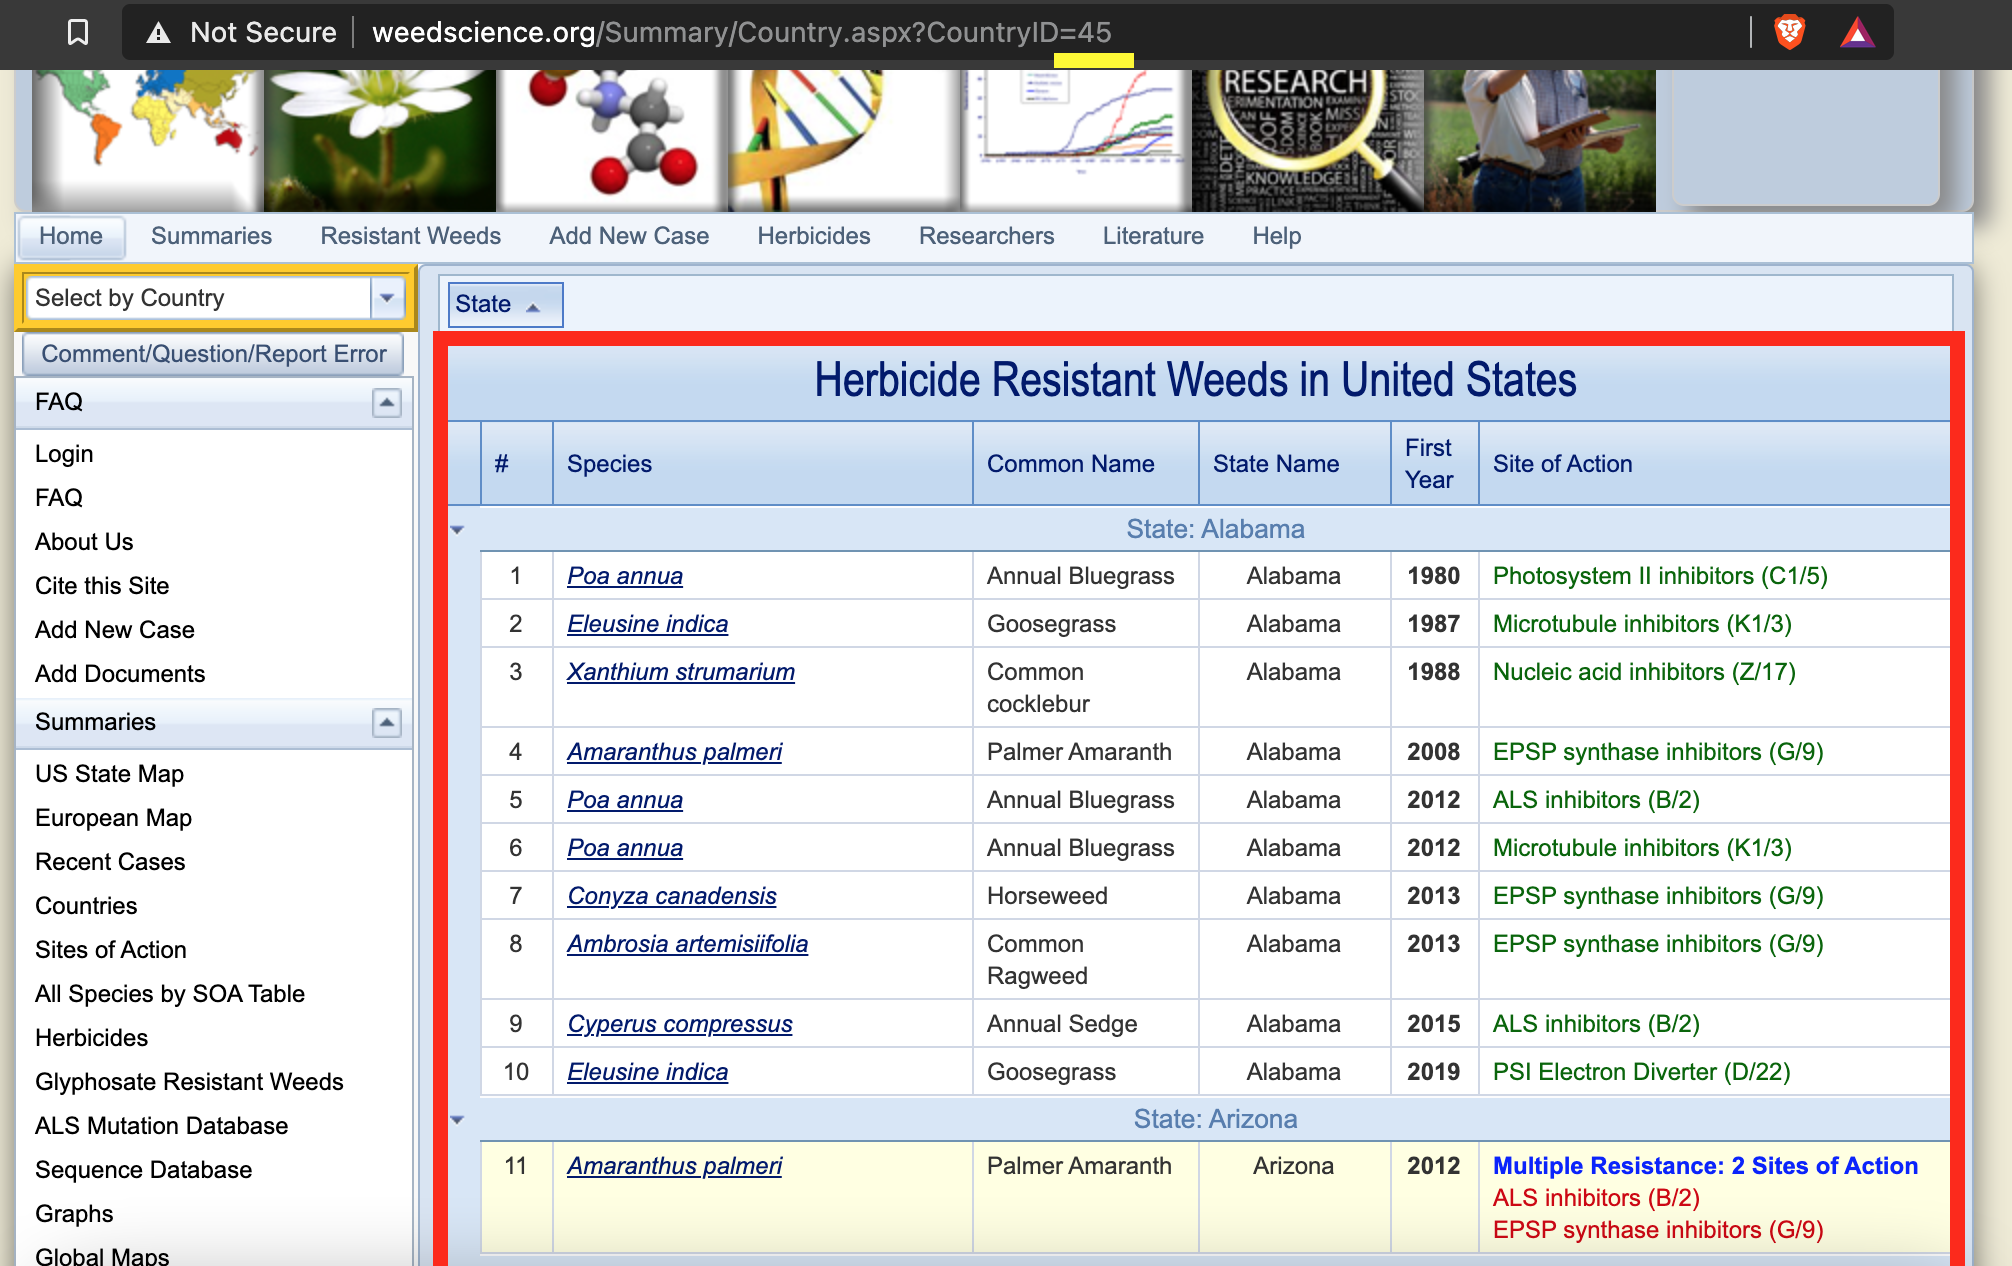 Not Secure weedscience.org/Summary/Country.aspx?CountryID=45
RESEARCH
KNOWLEDGE
PRACTICE
Home Summaries Resistant Weeds Add New Case Herbicides Researchers Literature Help
Select by Country
State
Comment/Question/Report Error
FAQ
Login
FAQ
About Us
Cite this Site
Add New Case
Add Documents
Summaries
US State Map
European Map
Recent Cases
Countries
Sites of Action
All Species by SOA Table
Herbicides
Glyphosate Resistant Weeds
ALS Mutation Database
Sequence Database
Graphs
Global Maps
Herbicide Resistant Weeds in United States
# Species Common Name State Name First Year Site of Action
State: Alabama
1 Poa annua Annual Bluegrass Alabama 1980 Photosystem II inhibitors (C1/5)
2 Eleusine indica Goosegrass Alabama 1987 Microtubule inhibitors (K1/3)
3 Xanthium strumarium Common cocklebur Alabama 1988 Nucleic acid inhibitors (Z/17)
4 Amaranthus palmeri Palmer Amaranth Alabama 2008 EPSP synthase inhibitors (G/9)
5 Poa annua Annual Bluegrass Alabama 2012 ALS inhibitors (B/2)
6 Poa annua Annual Bluegrass Alabama 2012 Microtubule inhibitors (K1/3)
7 Conyza canadensis Horseweed Alabama 2013 EPSP synthase inhibitors (G/9)
8 Ambrosia artemisiifolia Common Ragweed Alabama 2013 EPSP synthase inhibitors (G/9)
9 Cyperus compressus Annual Sedge Alabama 2015 ALS inhibitors (B/2)
10 Eleusine indica Goosegrass Alabama 2019 PSI Electron Diverter (D/22)
State: Arizona
11 Amaranthus palmeri Palmer Amaranth Arizona 2012 Multiple Resistance: 2 Sites of Action
ALS inhibitors (B/2)
EPSP synthase inhibitors (G/9)